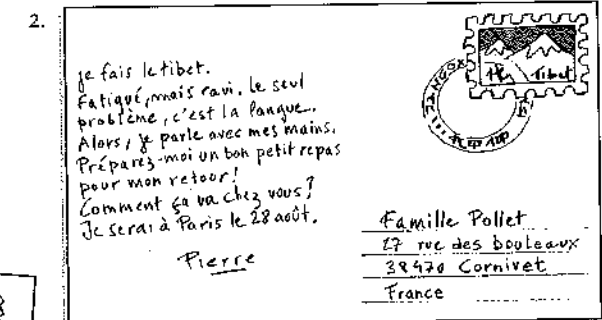 2.
je fais le tibet.
Fatigué, mais ravi. Le seul
problème, c'est la langue.
Alors, je parle avec mes mains.
Préparez-moi un bon petit repas
pour mon retour!
Comment ça va chez vous?
Je serai à Paris le 28 août.
Pierre
Tibet
Famille Pollet
27 rue des bouleaux
38470 Cornivet
France